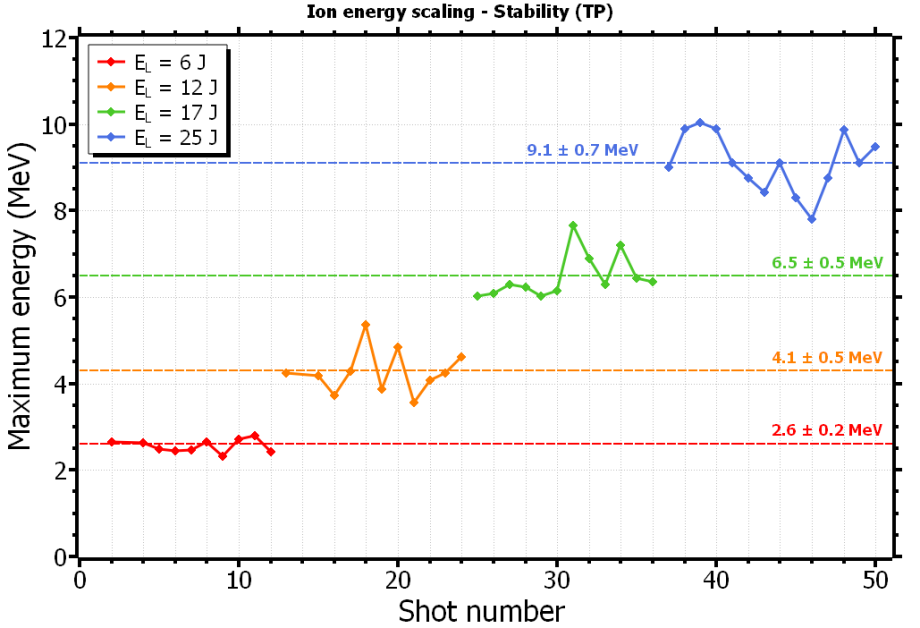 Ion energy scaling - Stability (TP)
12
10
8
6
4
2
0
Maximum energy (MeV)
E_L = 6 J
E_L = 12 J
E_L = 17 J
E_L = 25 J
9.1 ± 0.7 MeV
6.5 ± 0.5 MeV
4.1 ± 0.5 MeV
2.6 ± 0.2 MeV
0 10 20 30 40 50
Shot number